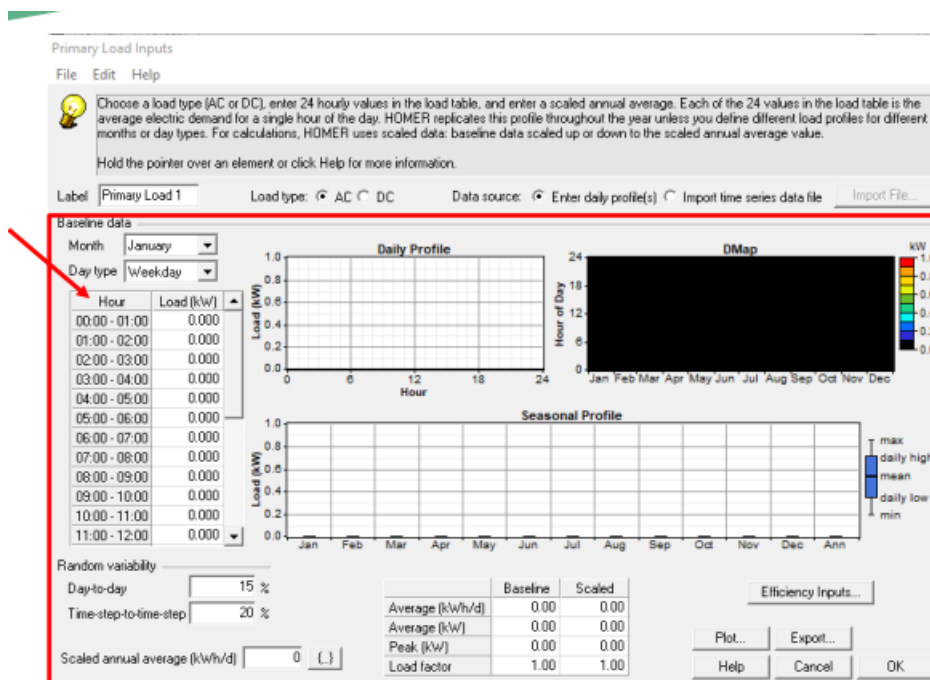 Primary Load Inputs
File Edit Help
Choose a load type (AC or DC), enter 24 hourly values in the load table, and enter a scaled annual average. Each of the 24 values in the load table is the
average electric demand for a single hour of the day. HOMER replicates this profile throughout the year unless you define different load profiles for different
months or day types. For calculations, HOMER uses scaled data: baseline data scaled up or down to the scaled annual average value.
Hold the pointer over an element or click Help for more information.
Label Primary Load 1 Load type: AC DC Data source: Enter daily profile(s) Import time series data file Import File...
Baseline data
Month January
Day type Weekday
Hour Load (kW)
00:00 - 01:00 0.000
01:00 - 02:00 0.000
02:00 - 03:00 0.000
03:00 - 04:00 0.000
04:00 - 05:00 0.000
05:00 - 06:00 0.000
06:00 - 07:00 0.000
07:00 - 08:00 0.000
08:00 - 09:00 0.000
09:00 - 10:00 0.000
10:00 - 11:00 0.000
11:00 - 12:00 0.000
Daily Profile
Load (kW)
1.0
0.8
0.6
0.4
0.2
0.0
0 6 12 18 24
Hour
DMap
Hour of Day
24
18
12
6
0
Jan Feb Mar Apr May Jun Jul Aug Sep Oct Nov Dec
kW
Seasonal Profile
Load (kW)
1.0
0.8
0.6
0.4
0.2
0.0
Jan Feb Mar Apr May Jun Jul Aug Sep Oct Nov Dec Ann
max
daily high
mean
daily low
min
Random variability
Day-to-day 15 %
Time-step-to-time-step 20 %
Scaled annual average (kWh/d) 0 {..}
Baseline Scaled
Average (kWh/d) 0.00 0.00
Average (kW) 0.00 0.00
Peak (kW) 0.00 0.00
Load factor 1.00 1.00
Efficiency Inputs...
Plot... Export...
Help Cancel OK